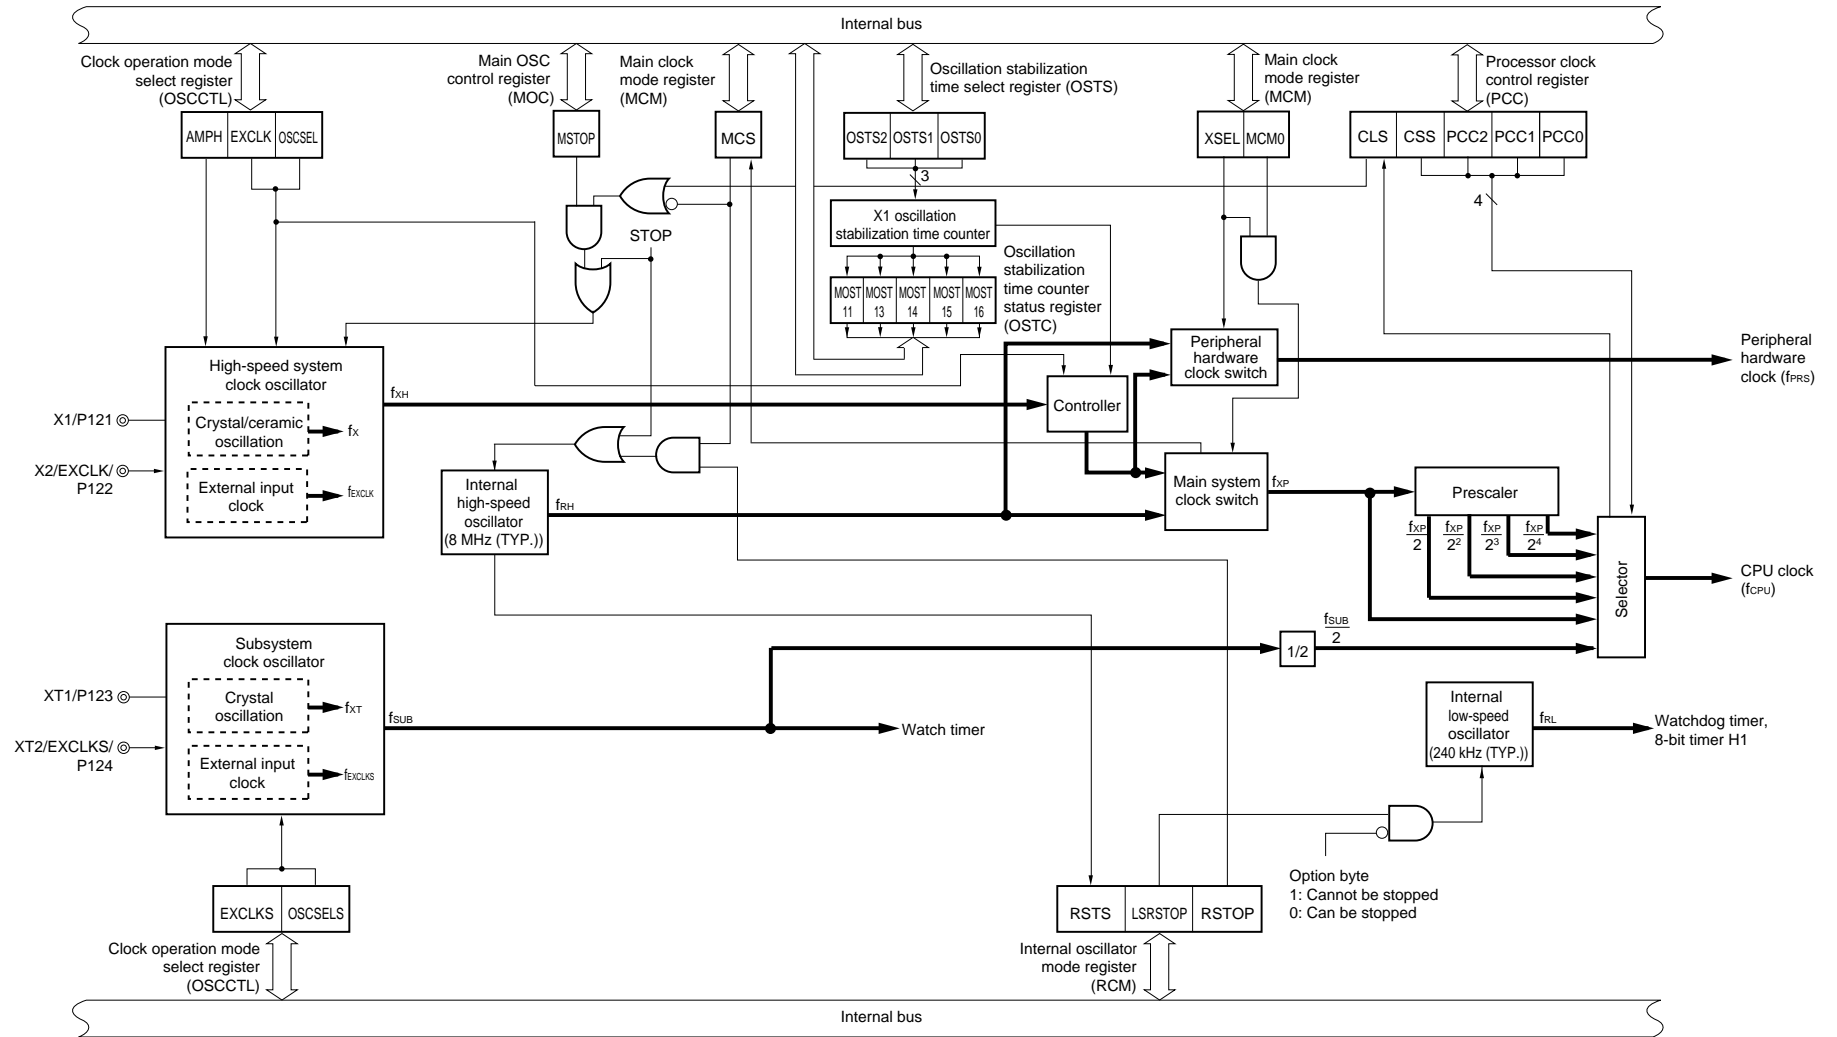 Internal bus
Clock operation mode
select register
(OSCCTL)
Main OSC
control register
(MOC)
Main clock
mode register
(MCM)
Oscillation stabilization
time select register (OSTS)
Main clock
mode register
(MCM)
Processor clock
control register
(PCC)
AMPH EXCLK OSCSEL
MSTOP
MCS
OSTS2 OSTS1 OSTS0
XSEL MCM0
CLS CSS PCC2 PCC1 PCC0
3
4
X1 oscillation
stabilization time counter
STOP
Oscillation
stabilization
time counter
status register
(OSTC)
MOST MOST MOST MOST MOST
11 13 14 15 16
High-speed system
clock oscillator
Crystal/ceramic
oscillation
fX
External input
clock
fEXCLK
X1/P121
X2/EXCLK/
P122
fXH
Controller
Peripheral
hardware
clock switch
Peripheral
hardware
clock (fPRS)
Internal
high-speed
oscillator
(8 MHz (TYP.))
fRH
Main system
clock switch
fXP
Prescaler
fXP fXP fXP fXP
2 2² 2³ 2⁴
Selector
CPU clock
(fCPU)
Subsystem
clock oscillator
Crystal
oscillation
fXT
External input
clock
fEXCLKS
XT1/P123
XT2/EXCLKS/
P124
fSUB
Watch timer
1/2
fSUB
2
Internal
low-speed
oscillator
(240 kHz (TYP.))
fRL
Watchdog timer,
8-bit timer H1
Option byte
1: Cannot be stopped
0: Can be stopped
EXCLKS OSCSELS
Clock operation mode
select register
(OSCCTL)
RSTS LSRSTOP RSTOP
Internal oscillator
mode register
(RCM)
Internal bus